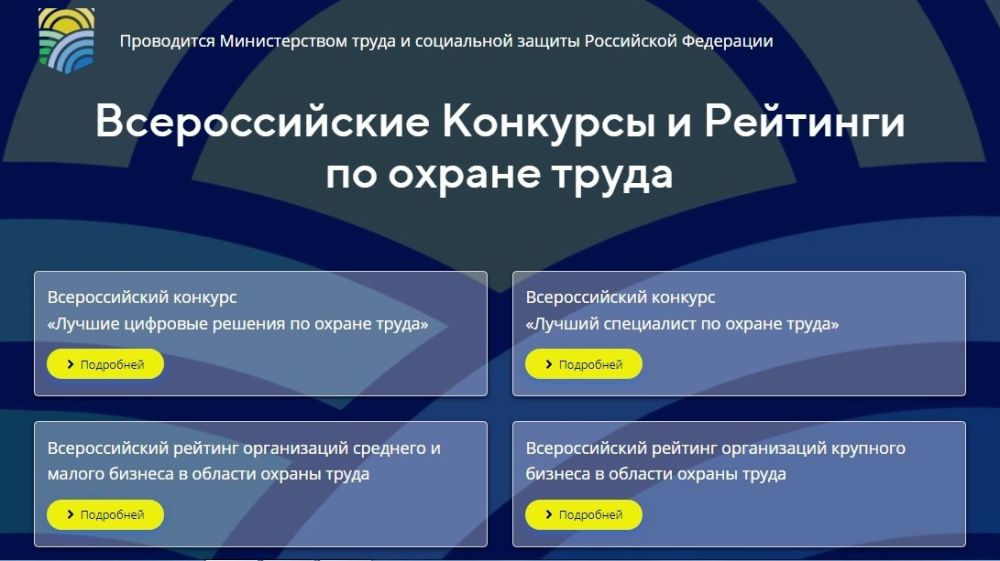 Проводится Министерством труда и социальной защиты Российской Федерации
Всероссийские Конкурсы и Рейтинги
по охране труда
Всероссийский конкурс
«Лучшие цифровые решения по охране труда»
Подробней
Всероссийский конкурс
«Лучший специалист по охране труда»
Подробней
Всероссийский рейтинг организаций среднего и
малого бизнеса в области охраны труда
Подробней
Всероссийский рейтинг организаций крупного
бизнеса в области охраны труда
Подробней